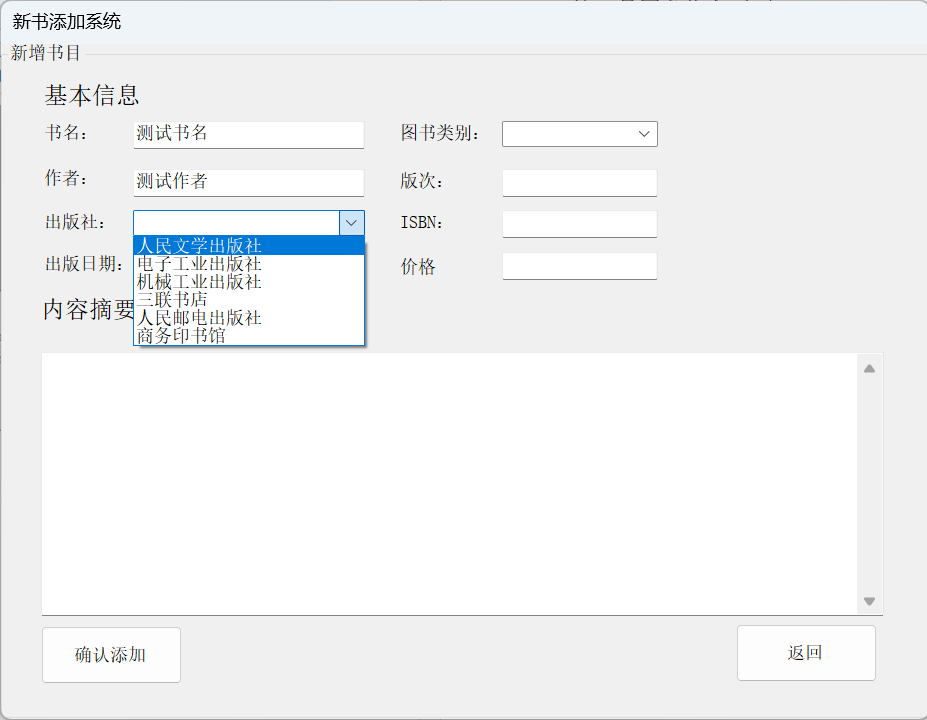 新书添加系统
新增书目
基本信息
书名： 测试书名 图书类别：
作者： 测试作者 版次：
出版社： ISBN：
人民文学出版社
出版日期： 电子工业出版社 价格
机械工业出版社
三联书店
内容摘要
人民邮电出版社
商务印书馆
确认添加 返回